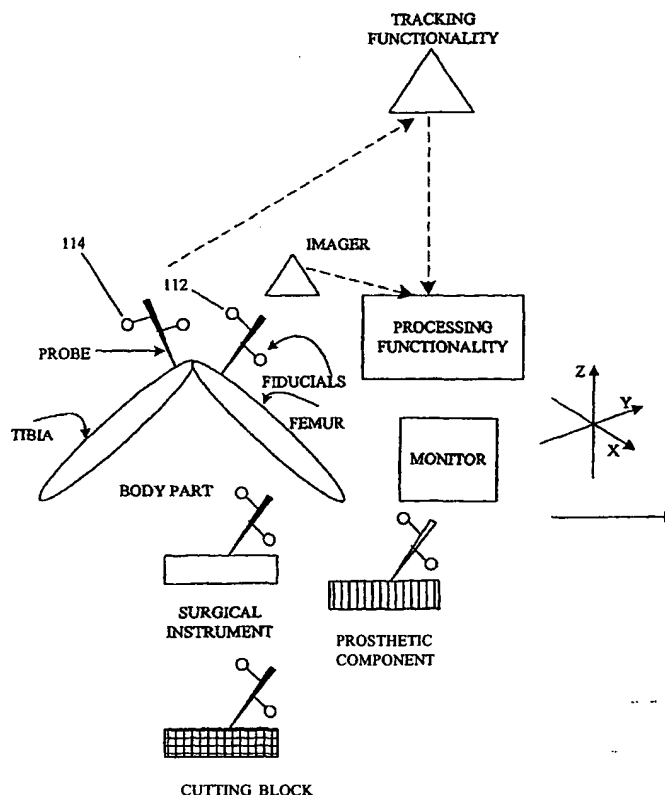 TRACKING
FUNCTIONALITY
114
112
IMAGER
PROBE
PROCESSING
FUNCTIONALITY
FIDUCIALS
FEMUR
TIBIA
Z
Y
X
MONITOR
BODY PART
SURGICAL
INSTRUMENT
PROSTHETIC
COMPONENT
CUTTING BLOCK